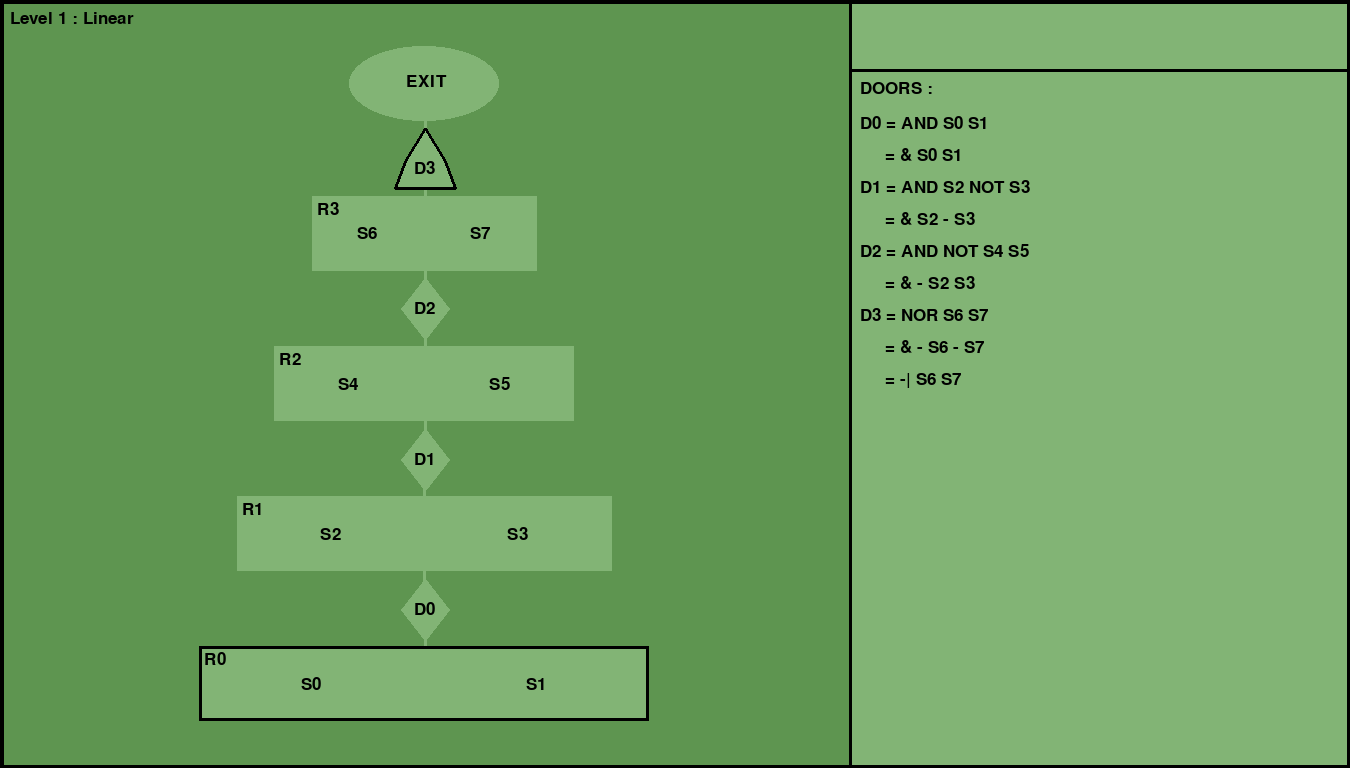 Level 1 : Linear
EXIT
D3
R3
S6 S7
D2
R2
S4 S5
D1
R1
S2 S3
D0
R0
S0 S1
DOORS :
D0 = AND S0 S1
= & S0 S1
D1 = AND S2 NOT S3
= & S2 - S3
D2 = AND NOT S4 S5
= & - S2 S3
D3 = NOR S6 S7
= & - S6 - S7
= -| S6 S7